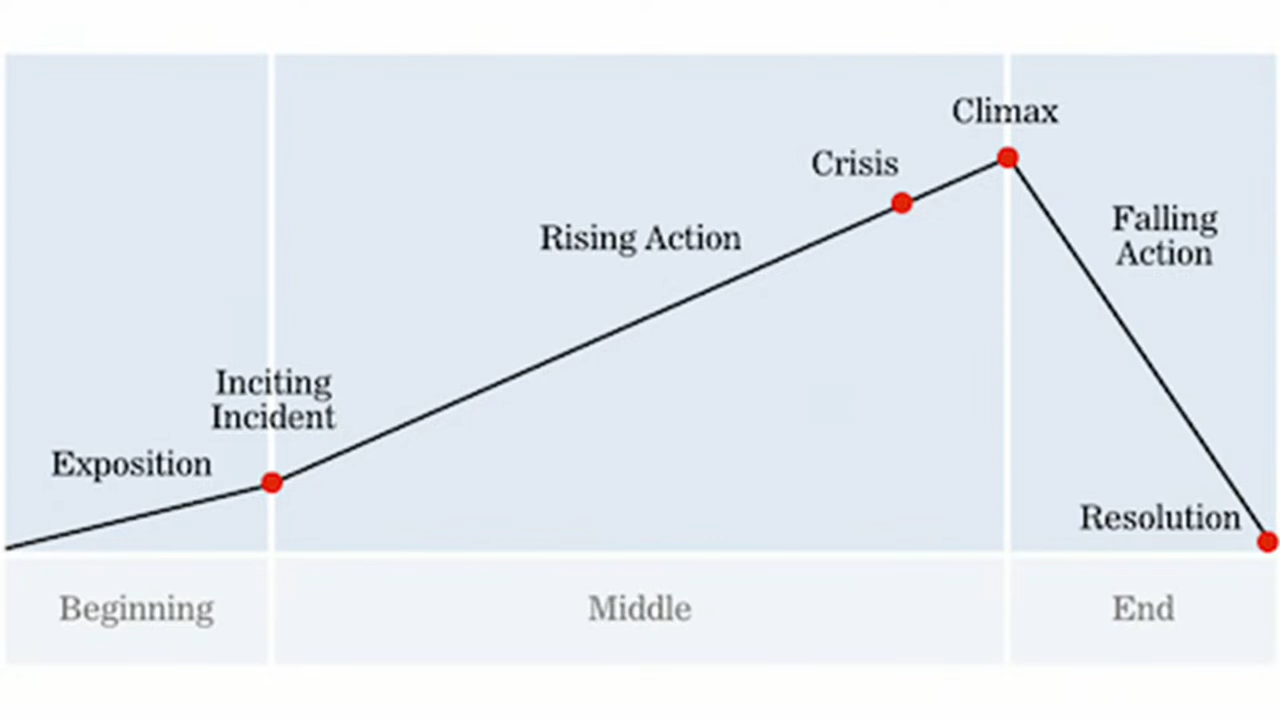 Climax
Crisis
Falling
Action
Rising Action
Inciting
Incident
Exposition
Resolution
Beginning
Middle
End